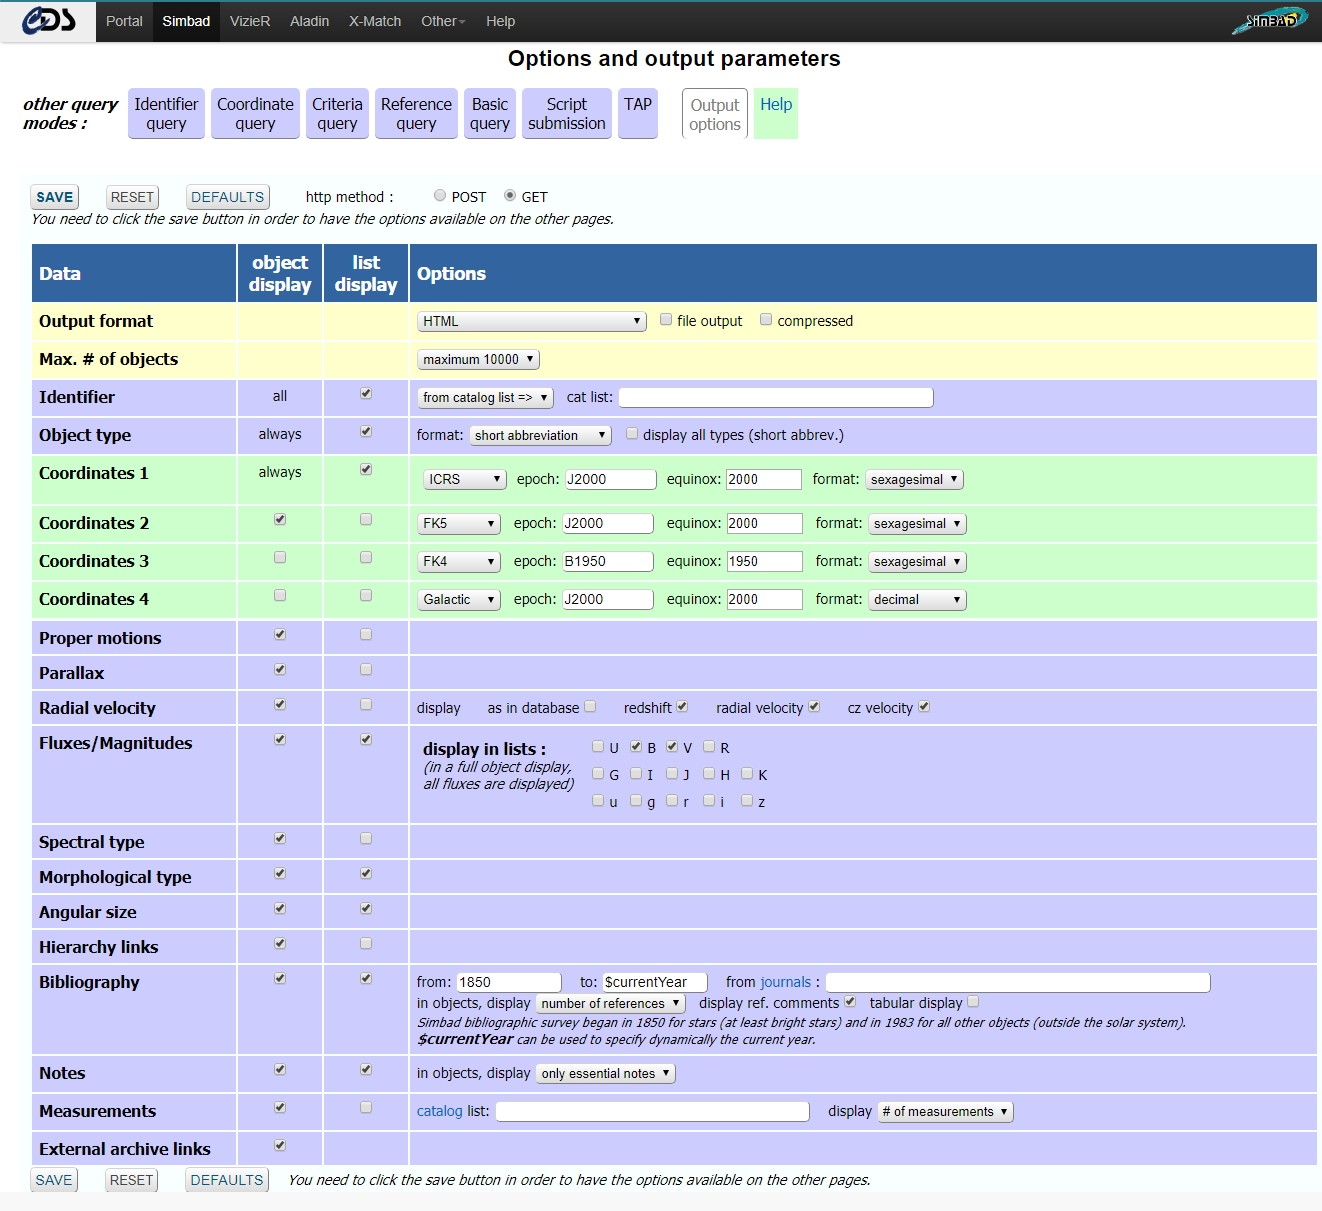 CDS Portal Simbad VizieR Aladin X-Match Other Help SIMBAD
Options and output parameters
other query modes :
Identifier query
Coordinate query
Criteria query
Reference query
Basic query
Script submission
TAP
Output options
Help
SAVE RESET DEFAULTS http method : POST GET
You need to click the save button in order to have the options available on the other pages.
Data object display list display Options
Output format HTML file output compressed
Max. # of objects maximum 10000
Identifier all from catalog list => cat list:
Object type always format: short abbreviation display all types (short abbrev.)
Coordinates 1 always ICRS epoch: J2000 equinox: 2000 format: sexagesimal
Coordinates 2 FK5 epoch: J2000 equinox: 2000 format: sexagesimal
Coordinates 3 FK4 epoch: B1950 equinox: 1950 format: sexagesimal
Coordinates 4 Galactic epoch: J2000 equinox: 2000 format: decimal
Proper motions
Parallax
Radial velocity display as in database redshift radial velocity cz velocity
Fluxes/Magnitudes display in lists : U B V R
(in a full object display,
all fluxes are displayed) G I J H K
u g r i z
Spectral type
Morphological type
Angular size
Hierarchy links
Bibliography from: 1850 to: $currentYear from journals :
in objects, display number of references display ref. comments tabular display
Simbad bibliographic survey began in 1850 for stars (at least bright stars) and in 1983 for all other objects (outside the solar system).
$currentYear can be used to specify dynamically the current year.
Notes in objects, display only essential notes
Measurements catalog list: display # of measurements
External archive links
SAVE RESET DEFAULTS You need to click the save button in order to have the options available on the other pages.